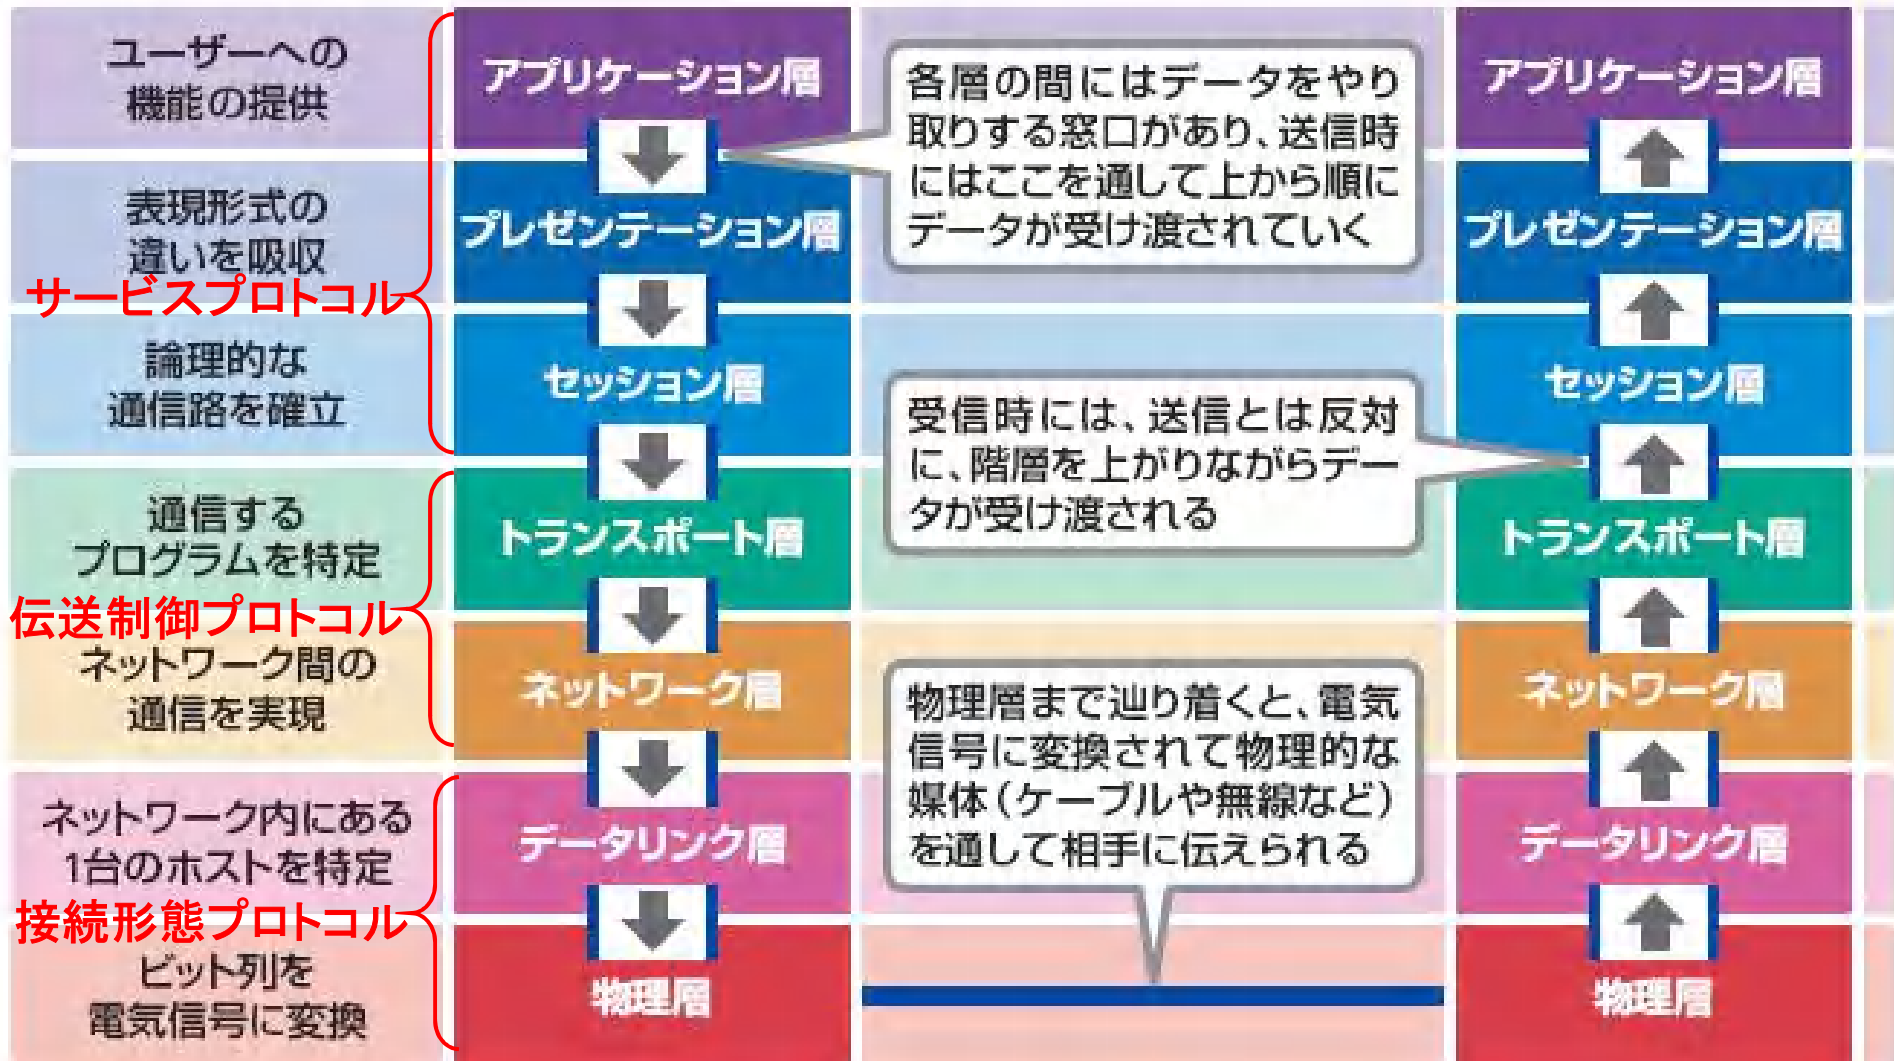 ユーザーへの
機能の提供
アプリケーション層
各層の間にはデータをやり
取りする窓口があり、送信時
にはここを通して上から順に
データが受け渡されていく
アプリケーション層
表現形式の
違いを吸収
プレゼンテーション層
プレゼンテーション層
サービスプロトコル
論理的な
通信路を確立
セッション層
受信時には、送信とは反対
に、階層を上がりながらデー
タが受け渡される
セッション層
通信する
プログラムを特定
トランスポート層
トランスポート層
伝送制御プロトコル
ネットワーク間の
通信を実現
ネットワーク層
物理層まで辿り着くと、電気
信号に変換されて物理的な
媒体(ケーブルや無線など)
を通して相手に伝えられる
ネットワーク層
ネットワーク内にある
1台のホストを特定
データリンク層
データリンク層
接続形態プロトコル
ビット列を
電気信号に変換
物理層
物理層